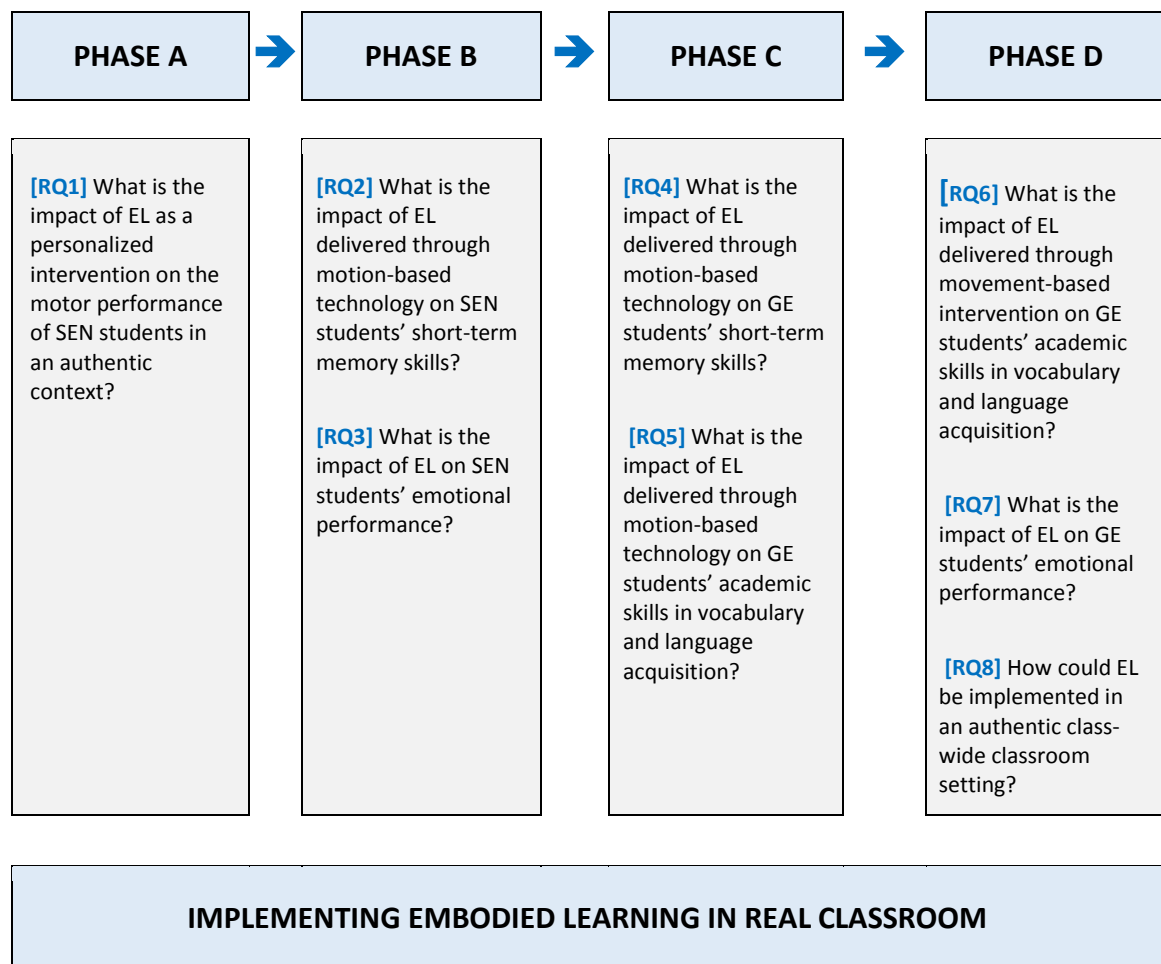 PHASE A
PHASE B
PHASE C
PHASE D
[RQ1] What is the
impact of EL as a
personalized
intervention on the
motor performance
of SEN students in
an authentic
context?
[RQ2] What is the
impact of EL
delivered through
motion-based
technology on SEN
students’ short-term
memory skills?
[RQ3] What is the
impact of EL on SEN
students’ emotional
performance?
[RQ4] What is the
impact of EL
delivered through
motion-based
technology on GE
students’ short-term
memory skills?
[RQ5] What is the
impact of EL
delivered through
motion-based
technology on GE
students’ academic
skills in vocabulary
and language
acquisition?
[RQ6] What is the
impact of EL
delivered through
movement-based
intervention on GE
students’ academic
skills in vocabulary
and language
acquisition?
[RQ7] What is the
impact of EL on GE
students’ emotional
performance?
[RQ8] How could EL
be implemented in
an authentic class-
wide classroom
setting?
IMPLEMENTING EMBODIED LEARNING IN REAL CLASSROOM